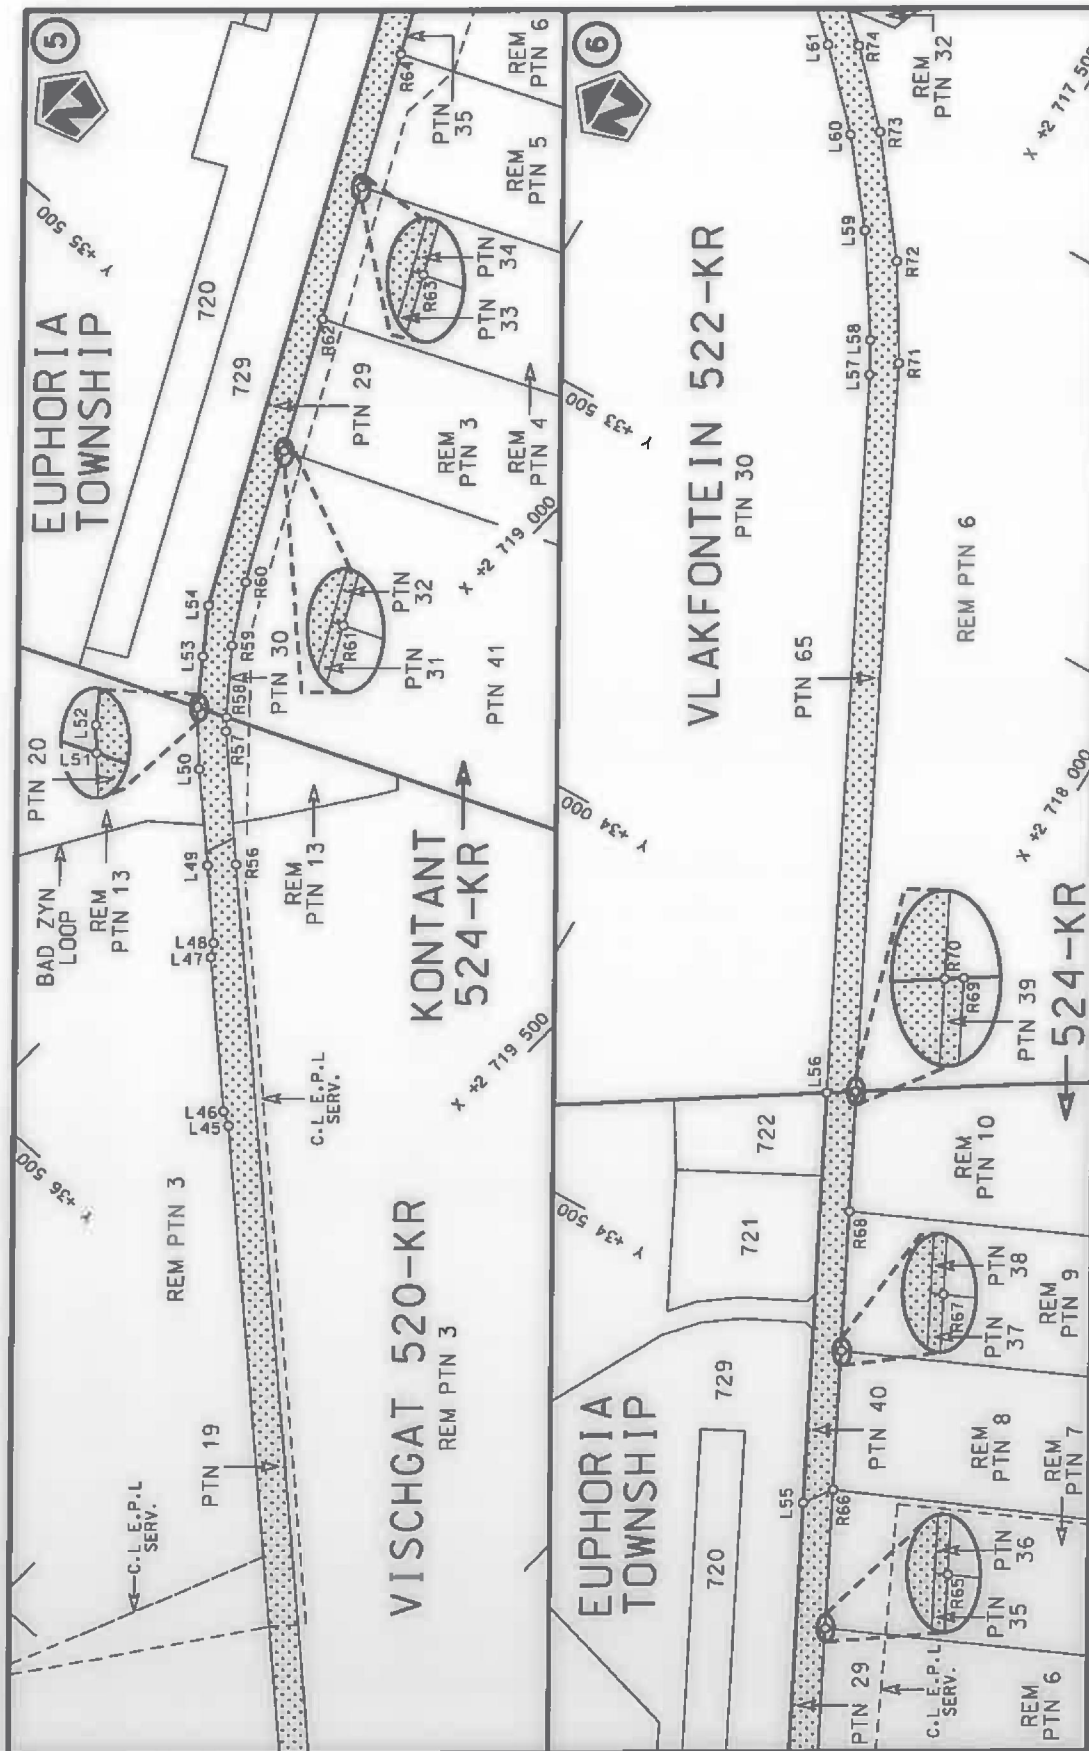 5
EUPHORIA
TOWNSHIP
Y +35 500
720
729
BAD ZYN
LOOP
REM
PTN 13
PTN 20
L51
L52
L45
L46
L47
L48
L49
L50
L53
L54
R56
R57
R58
R59
R60
R62
R64
Y +36 500
REM PTN 3
PTN 19
C.L E.P.L
SERV.
C.L E.P.L
SERV.
VISCHGAT 520-KR
REM PTN 3
REM
PTN 13
KONTANT
524-KR
X +2 719 500
PTN 30
R61
PTN
31
PTN
32
PTN 41
X +2 719 000
PTN 29
REM
PTN 3
REM
PTN 4
R63
PTN
33
PTN
34
REM
PTN 5
PTN
35
REM
PTN 6
6
EUPHORIA
TOWNSHIP
720
729
721
722
Y +34 500
Y +34 000
Y +33 500
L55
L56
L57
L58
L59
L60
L61
R66
R68
R71
R72
R73
R74
PTN 29
C.L E.P.L
SERV.
REM
PTN 6
R65
PTN
35
PTN
36
REM
PTN 7
PTN 40
REM
PTN 8
R67
PTN
37
PTN
38
REM
PTN 9
REM
PTN 10
R70
R69
PTN 39
524-KR
X +2 718 000
VLAKFONTEIN 522-KR
PTN 30
PTN 65
REM PTN 6
REM
PTN 32
X +2 717 500